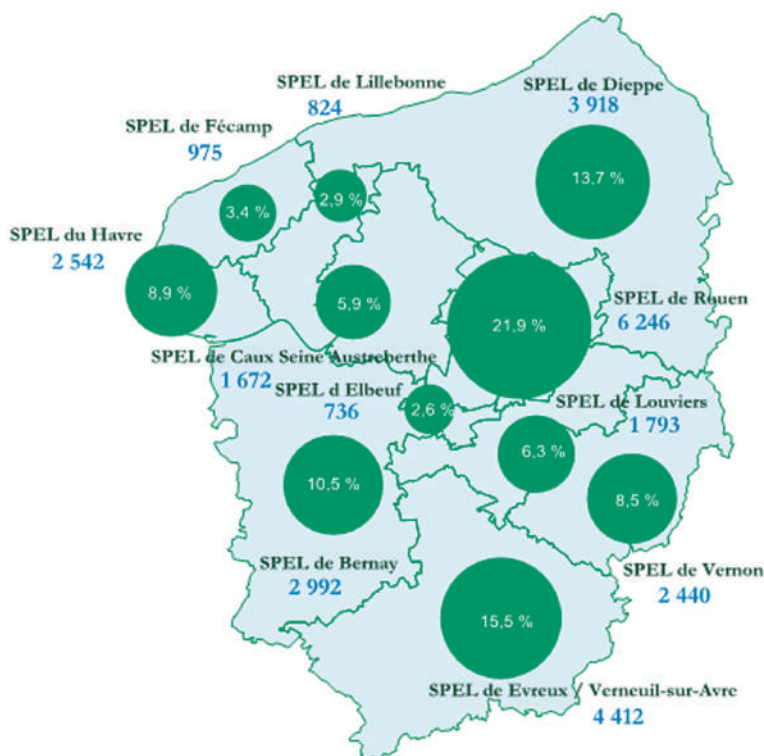 SPEL de Lillebonne
824
SPEL de Dieppe
3 918
SPEL de Fécamp
975
13,7 %
2,9 %
3,4 %
SPEL du Havre
2 542
8,9 %
5,9 %
SPEL de Rouen
6 246
21,9 %
SPEL de Caux Seine Austreberthe
1 672
SPEL d Elbeuf
736
2,6 %
SPEL de Louviers
1 793
6,3 %
10,5 %
8,5 %
SPEL de Bernay
2 992
SPEL de Vernon
2 440
15,5 %
SPEL de Evreux / Verneuil-sur-Avre
4 412